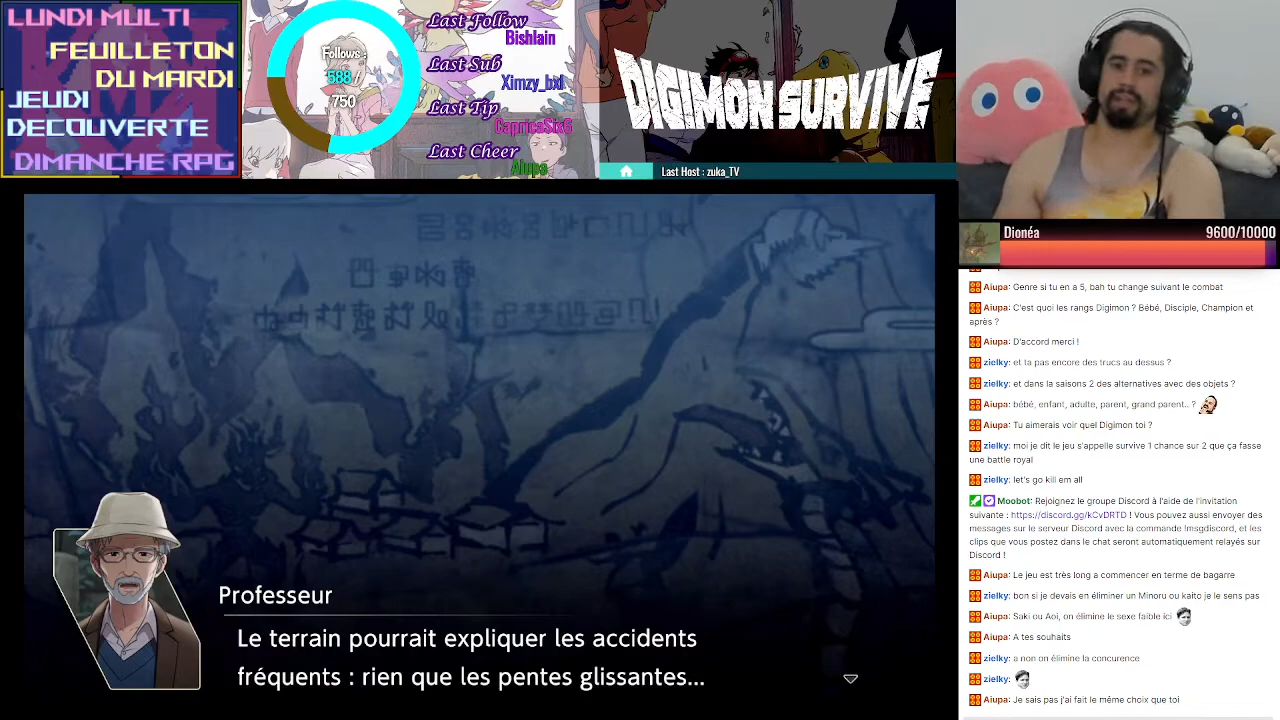 LUNDI MULTI
FEUILLETON
DU MARDI
JEUDI
DECOUVERTE
DIMANCHE RPG
Follows :
588 /
750
Last Follow
Bishlain
Last Sub
Ximzy_bxl
Last Tip
CapricaSix6
Last Cheer
Aiupa
DIGIMON SURVIVE
Last Host : zuka_TV
Dionéa 9600/10000
Aiupa: Genre si tu en a 5, bah tu change suivant le combat
Aiupa: C'est quoi les rangs Digimon ? Bébé, Disciple, Champion et
après ?
Aiupa: D'accord merci !
zielky: et ta pas encore des trucs au dessus ?
zielky: et dans la saisons 2 des alternatives avec des objets ?
Aiupa: bébé, enfant, adulte, parent, grand parent.. ?
Aiupa: Tu aimerais voir quel Digimon toi ?
zielky: moi je dit le jeu s'appelle survive 1 chance sur 2 que ça fasse
une battle royal
zielky: let's go kill em all
Moobot: Rejoignez le groupe Discord à l'aide de l'invitation
suivante : https://discord.gg/kCvDRTD ! Vous pouvez aussi envoyer des
messages sur le serveur Discord avec la commande !msgdiscord, et les
clips que vous postez dans le chat seront automatiquement relayés sur
Discord !
Aiupa: Le jeu est très long a commencer en terme de bagarre
zielky: bon si je devais en éliminer un Minoru ou kaito je le sens pas
Aiupa: Saki ou Aoi, on élimine le sexe faible ici
Aiupa: A tes souhaits
zielky: a non on élimine la concurence
zielky:
Aiupa: Je sais pas j'ai fait le même choix que toi
Professeur
Le terrain pourrait expliquer les accidents
fréquents : rien que les pentes glissantes...